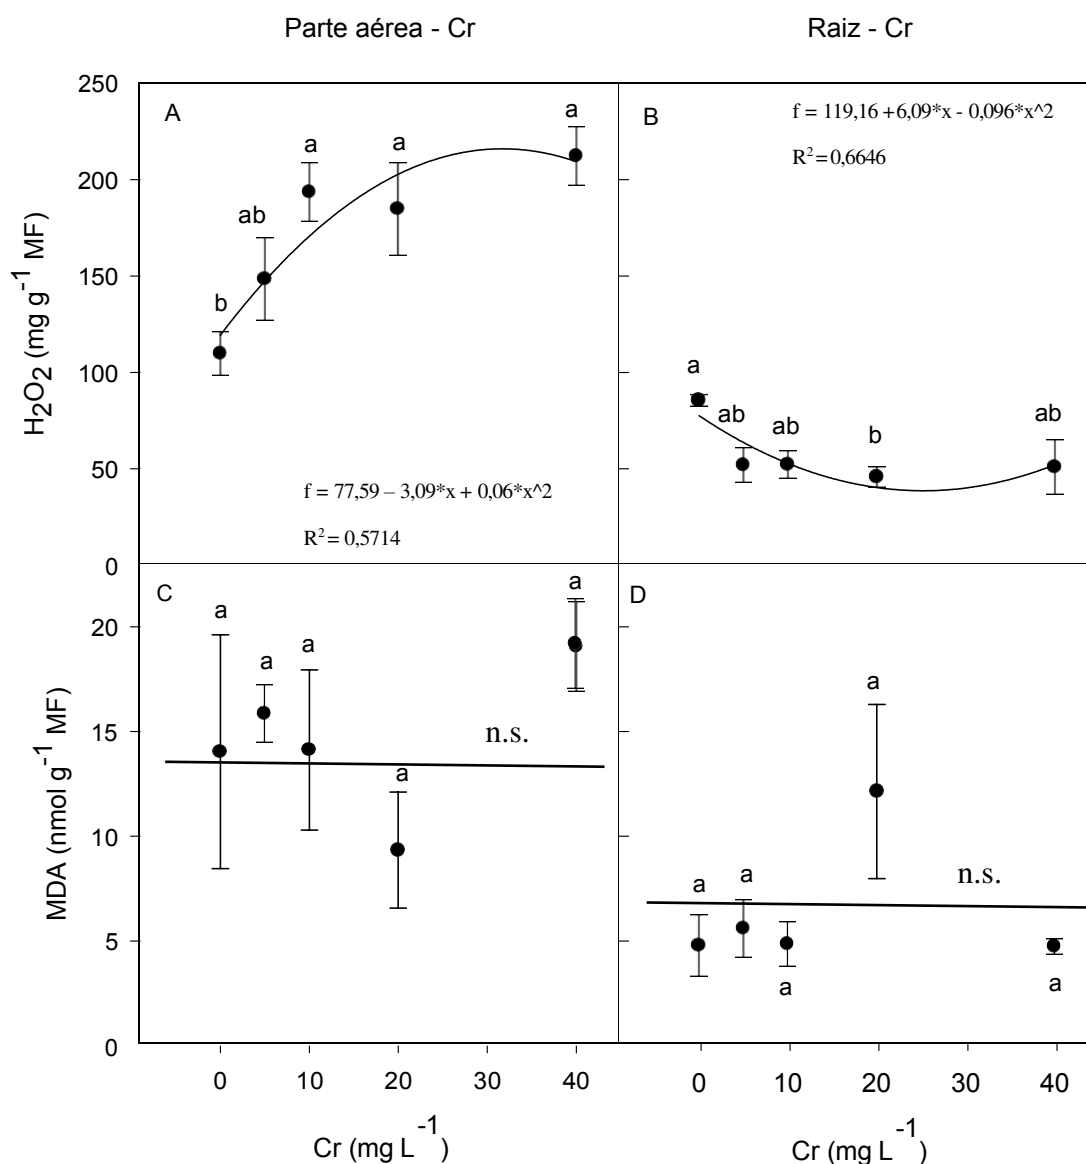 Parte aérea - Cr
Raiz - Cr
H₂O₂ (mg g⁻¹ MF)
250
200
150
100
50
0
A
b
ab
a
a
a
f = 77,59 – 3,09*x + 0,06*x^2
R² = 0,5714
B
f = 119,16 +6,09*x - 0,096*x^2
R² = 0,6646
a
ab
ab
b
ab
MDA (nmol g⁻¹ MF)
20
15
10
5
0
C
a
a
a
a
a
n.s.
D
a
a
a
a
a
n.s.
0 10 20 30 40
Cr (mg L⁻¹)
0 10 20 30 40
Cr (mg L⁻¹)